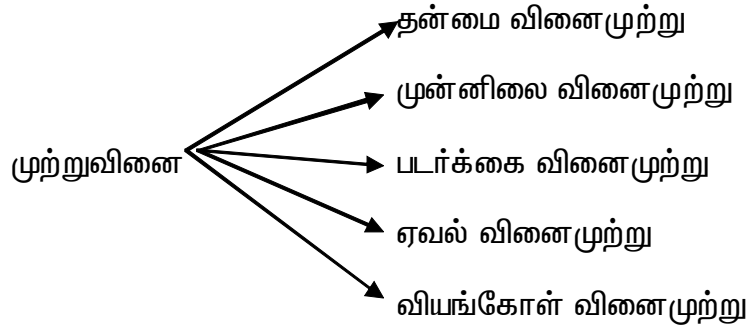 தன்மை வினைமுற்று
முன்னிலை வினைமுற்று
முற்றுவினை
படர்க்கை வினைமுற்று
ஏவல் வினைமுற்று
வியங்கோள் வினைமுற்று